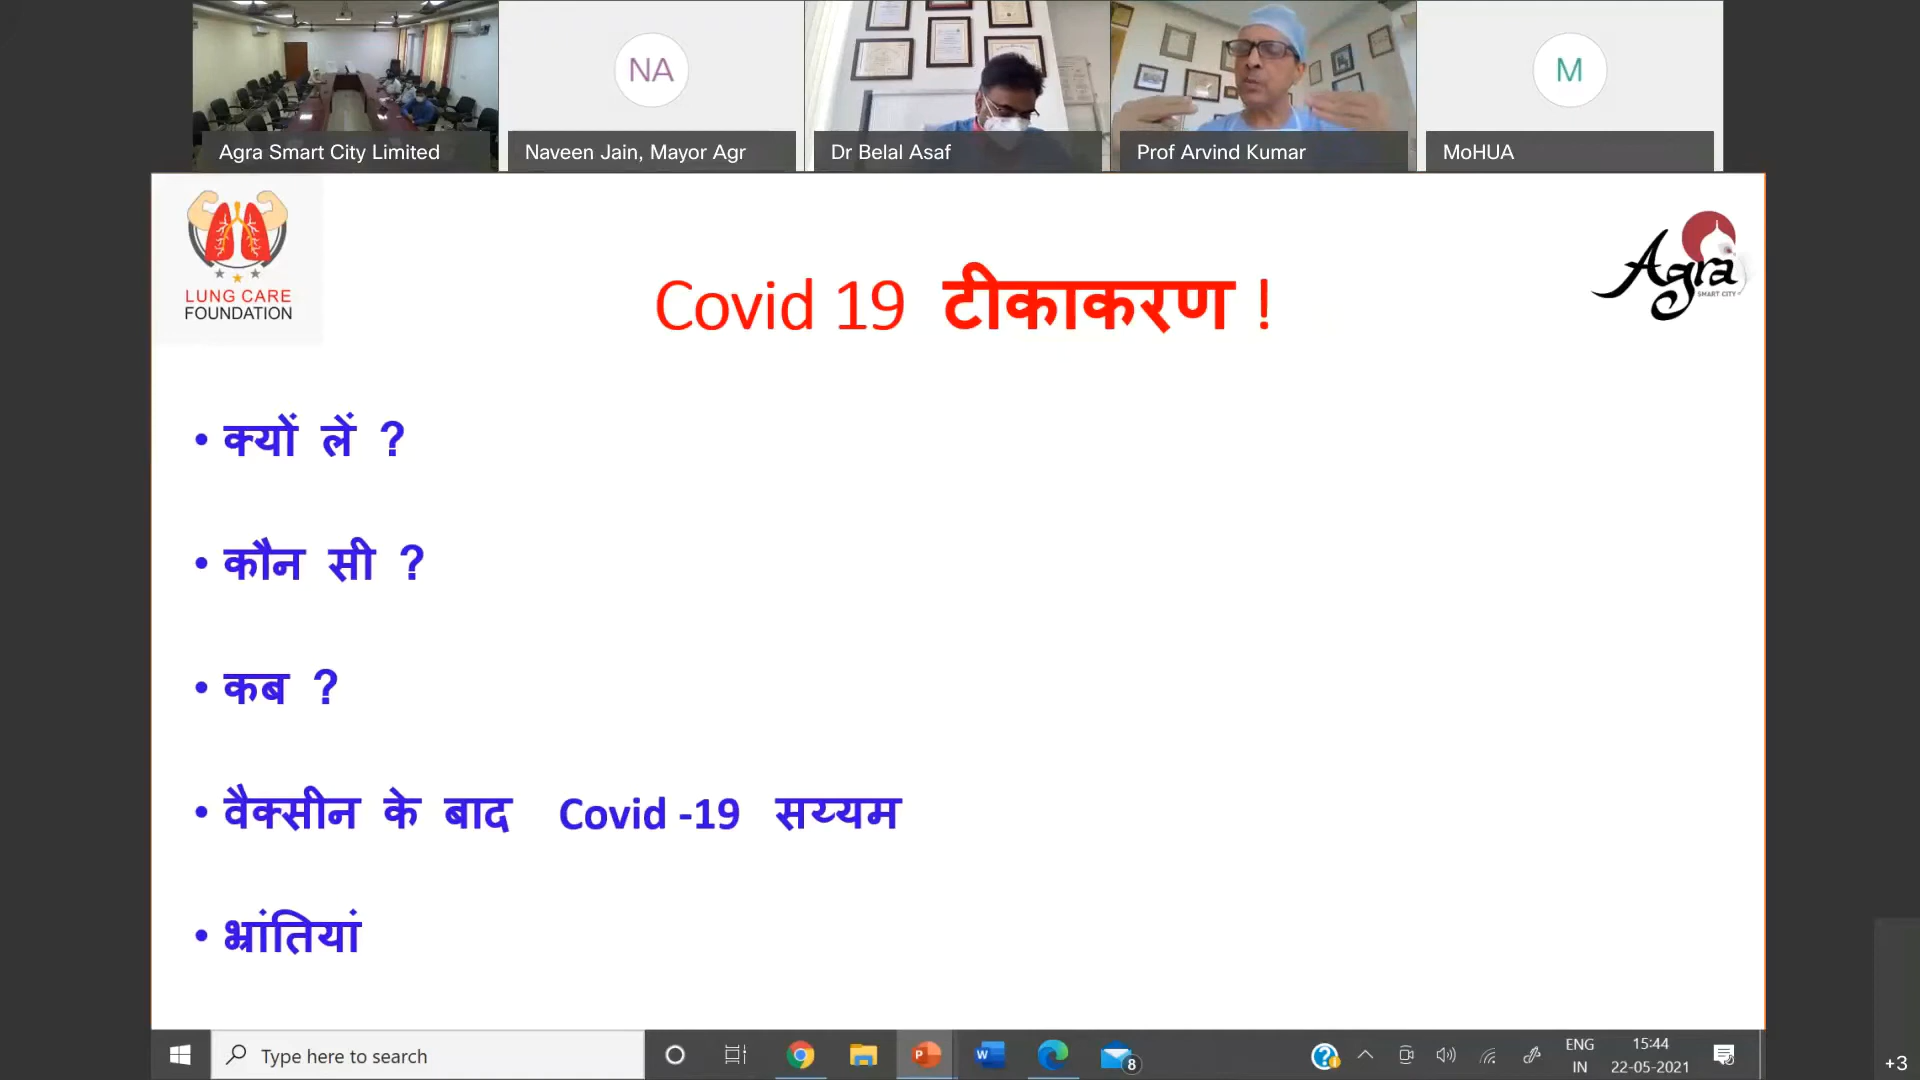 NA
M
Agra Smart City Limited
Naveen Jain, Mayor Agr
Dr Belal Asaf
Prof Arvind Kumar
MoHUA
LUNG CARE
FOUNDATION
Agra
SMART CITY
Covid 19 टीकाकरण !
• क्यों लें ?
• कौन सी ?
• कब ?
• वैक्सीन के बाद Covid -19 सय्यम
• भ्रांतियां
Type here to search
8
ENG
IN
15:44
22-05-2021
+3